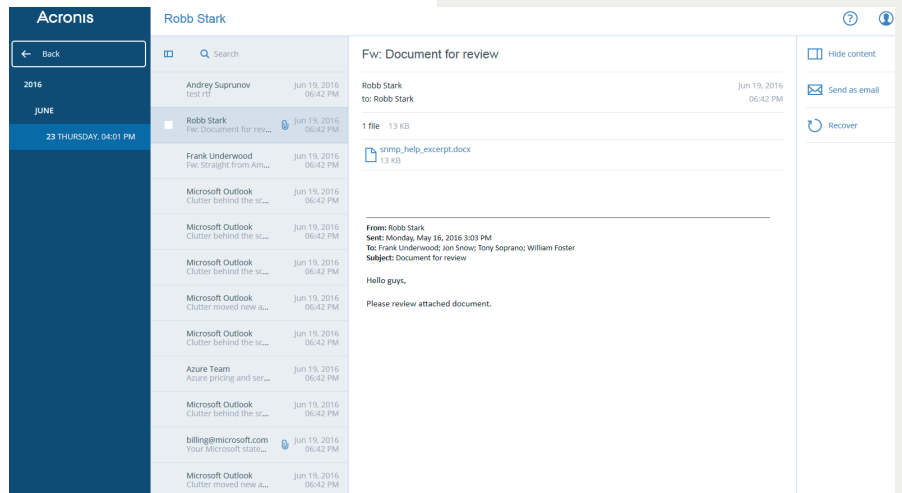 Acronis
Robb Stark
?
Back
2016
JUNE
23 THURSDAY, 04:01 PM
Search
Andrey Suprunov Jun 19, 2016
test rtf 06:42 PM
Robb Stark Jun 19, 2016
Fw: Document for rev... 06:42 PM
Frank Underwood Jun 19, 2016
Fw: Straight from Am... 06:42 PM
Microsoft Outlook Jun 19, 2016
Clutter behind the sc... 06:42 PM
Microsoft Outlook Jun 19, 2016
Clutter behind the sc... 06:42 PM
Microsoft Outlook Jun 19, 2016
Clutter behind the sc... 06:42 PM
Microsoft Outlook Jun 19, 2016
Clutter moved new a... 06:42 PM
Microsoft Outlook Jun 19, 2016
Clutter behind the sc... 06:42 PM
Azure Team Jun 19, 2016
Azure pricing and ser... 06:42 PM
Microsoft Outlook Jun 19, 2016
Clutter behind the sc... 06:42 PM
billing@microsoft.com Jun 19, 2016
Your Microsoft state... 06:42 PM
Microsoft Outlook Jun 19, 2016
Clutter moved new a... 06:42 PM
Fw: Document for review
Robb Stark Jun 19, 2016
to: Robb Stark 06:42 PM
1 file 13 KB
snmp_help_excerpt.docx
13 KB
From: Robb Stark
Sent: Monday, May 16, 2016 3:03 PM
To: Frank Underwood; Jon Snow; Tony Soprano; William Foster
Subject: Document for review
Hello guys,
Please review attached document.
Hide content
Send as email
Recover